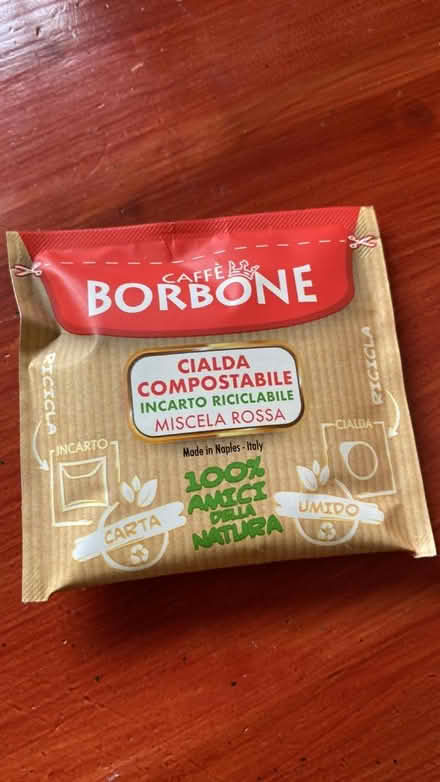 CAFFÈ
BORBONE
CIALDA
COMPOSTABILE
INCARTO RICICLABILE
MISCELA ROSSA
Made in Naples - Italy
RICICLA
INCARTO
CARTA
100%
AMICI
DELLA
NATURA
RICICLA
CIALDA
UMIDO